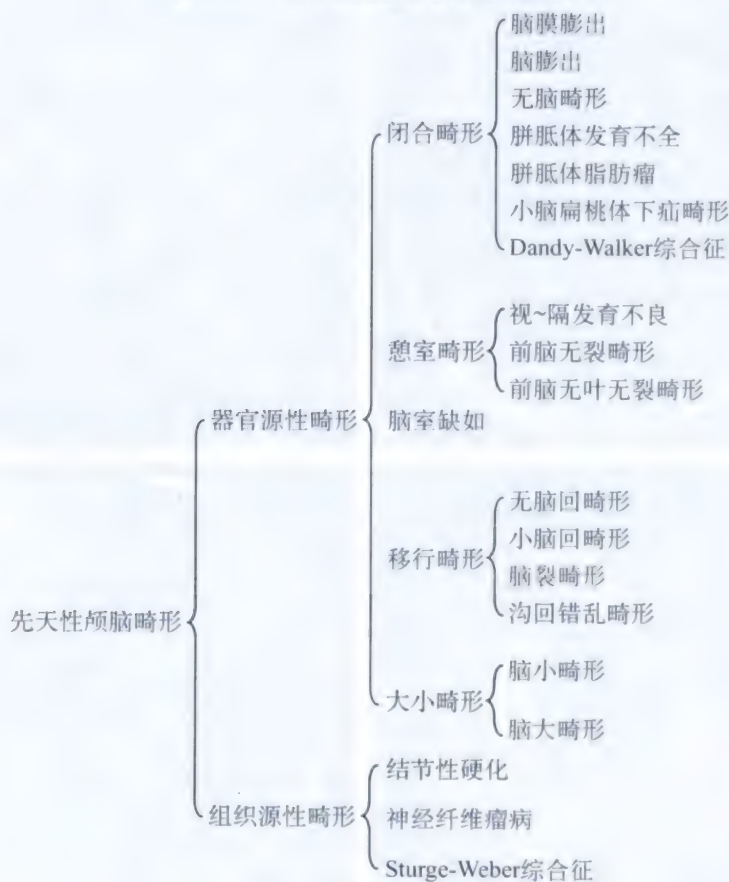 脑膜膨出
脑膨出
无脑畸形
闭合畸形
胼胝体发育不全
胼胝体脂肪瘤
小脑扁桃体下疝畸形
Dandy-Walker综合征
视~隔发育不良
憩室畸形
前脑无裂畸形
前脑无叶无裂畸形
器官源性畸形
脑室缺如
无脑回畸形
小脑回畸形
移行畸形
脑裂畸形
沟回错乱畸形
先天性颅脑畸形
脑小畸形
大小畸形
脑大畸形
结节性硬化
组织源性畸形
神经纤维瘤病
Sturge-Weber综合征